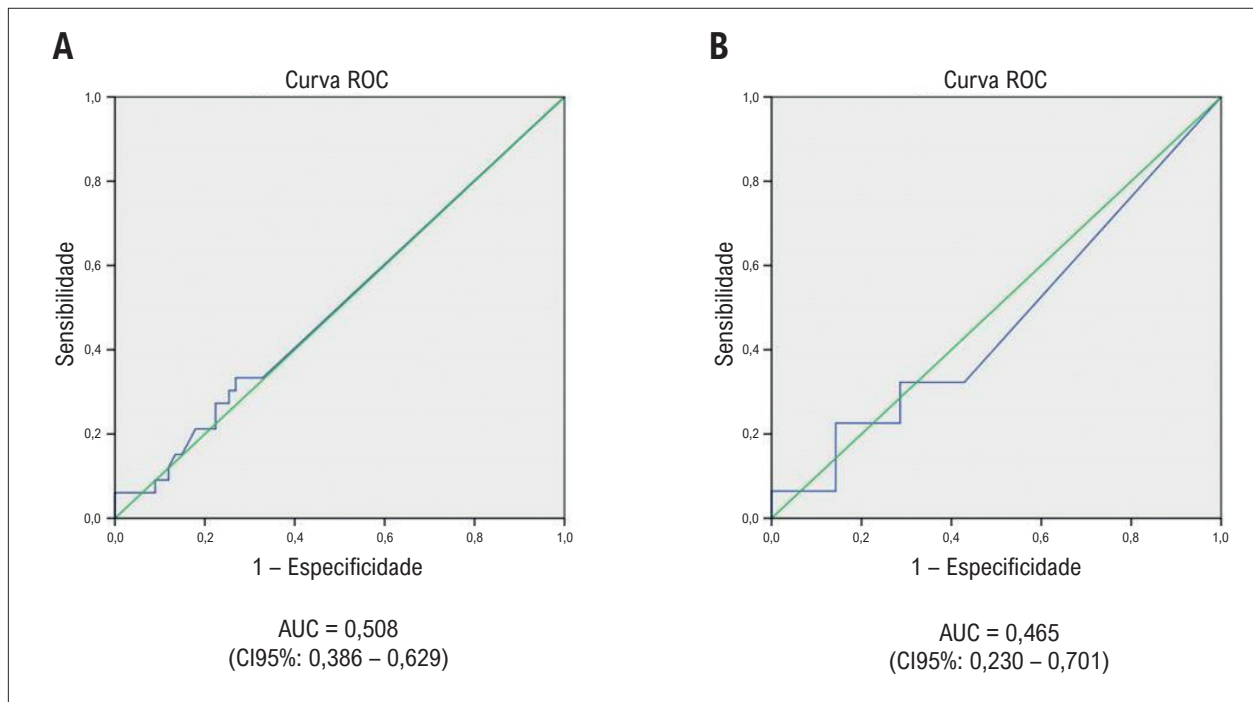 A
Curva ROC
1,0
0,8
0,6
0,4
0,2
0,0
Sensibilidade
0,0 0,2 0,4 0,6 0,8 1,0
1 – Especificidade
AUC = 0,508
(CI95%: 0,386 – 0,629)
B
Curva ROC
1,0
0,8
0,6
0,4
0,2
0,0
Sensibilidade
0,0 0,2 0,4 0,6 0,8 1,0
1 – Especificidade
AUC = 0,465
(CI95%: 0,230 – 0,701)